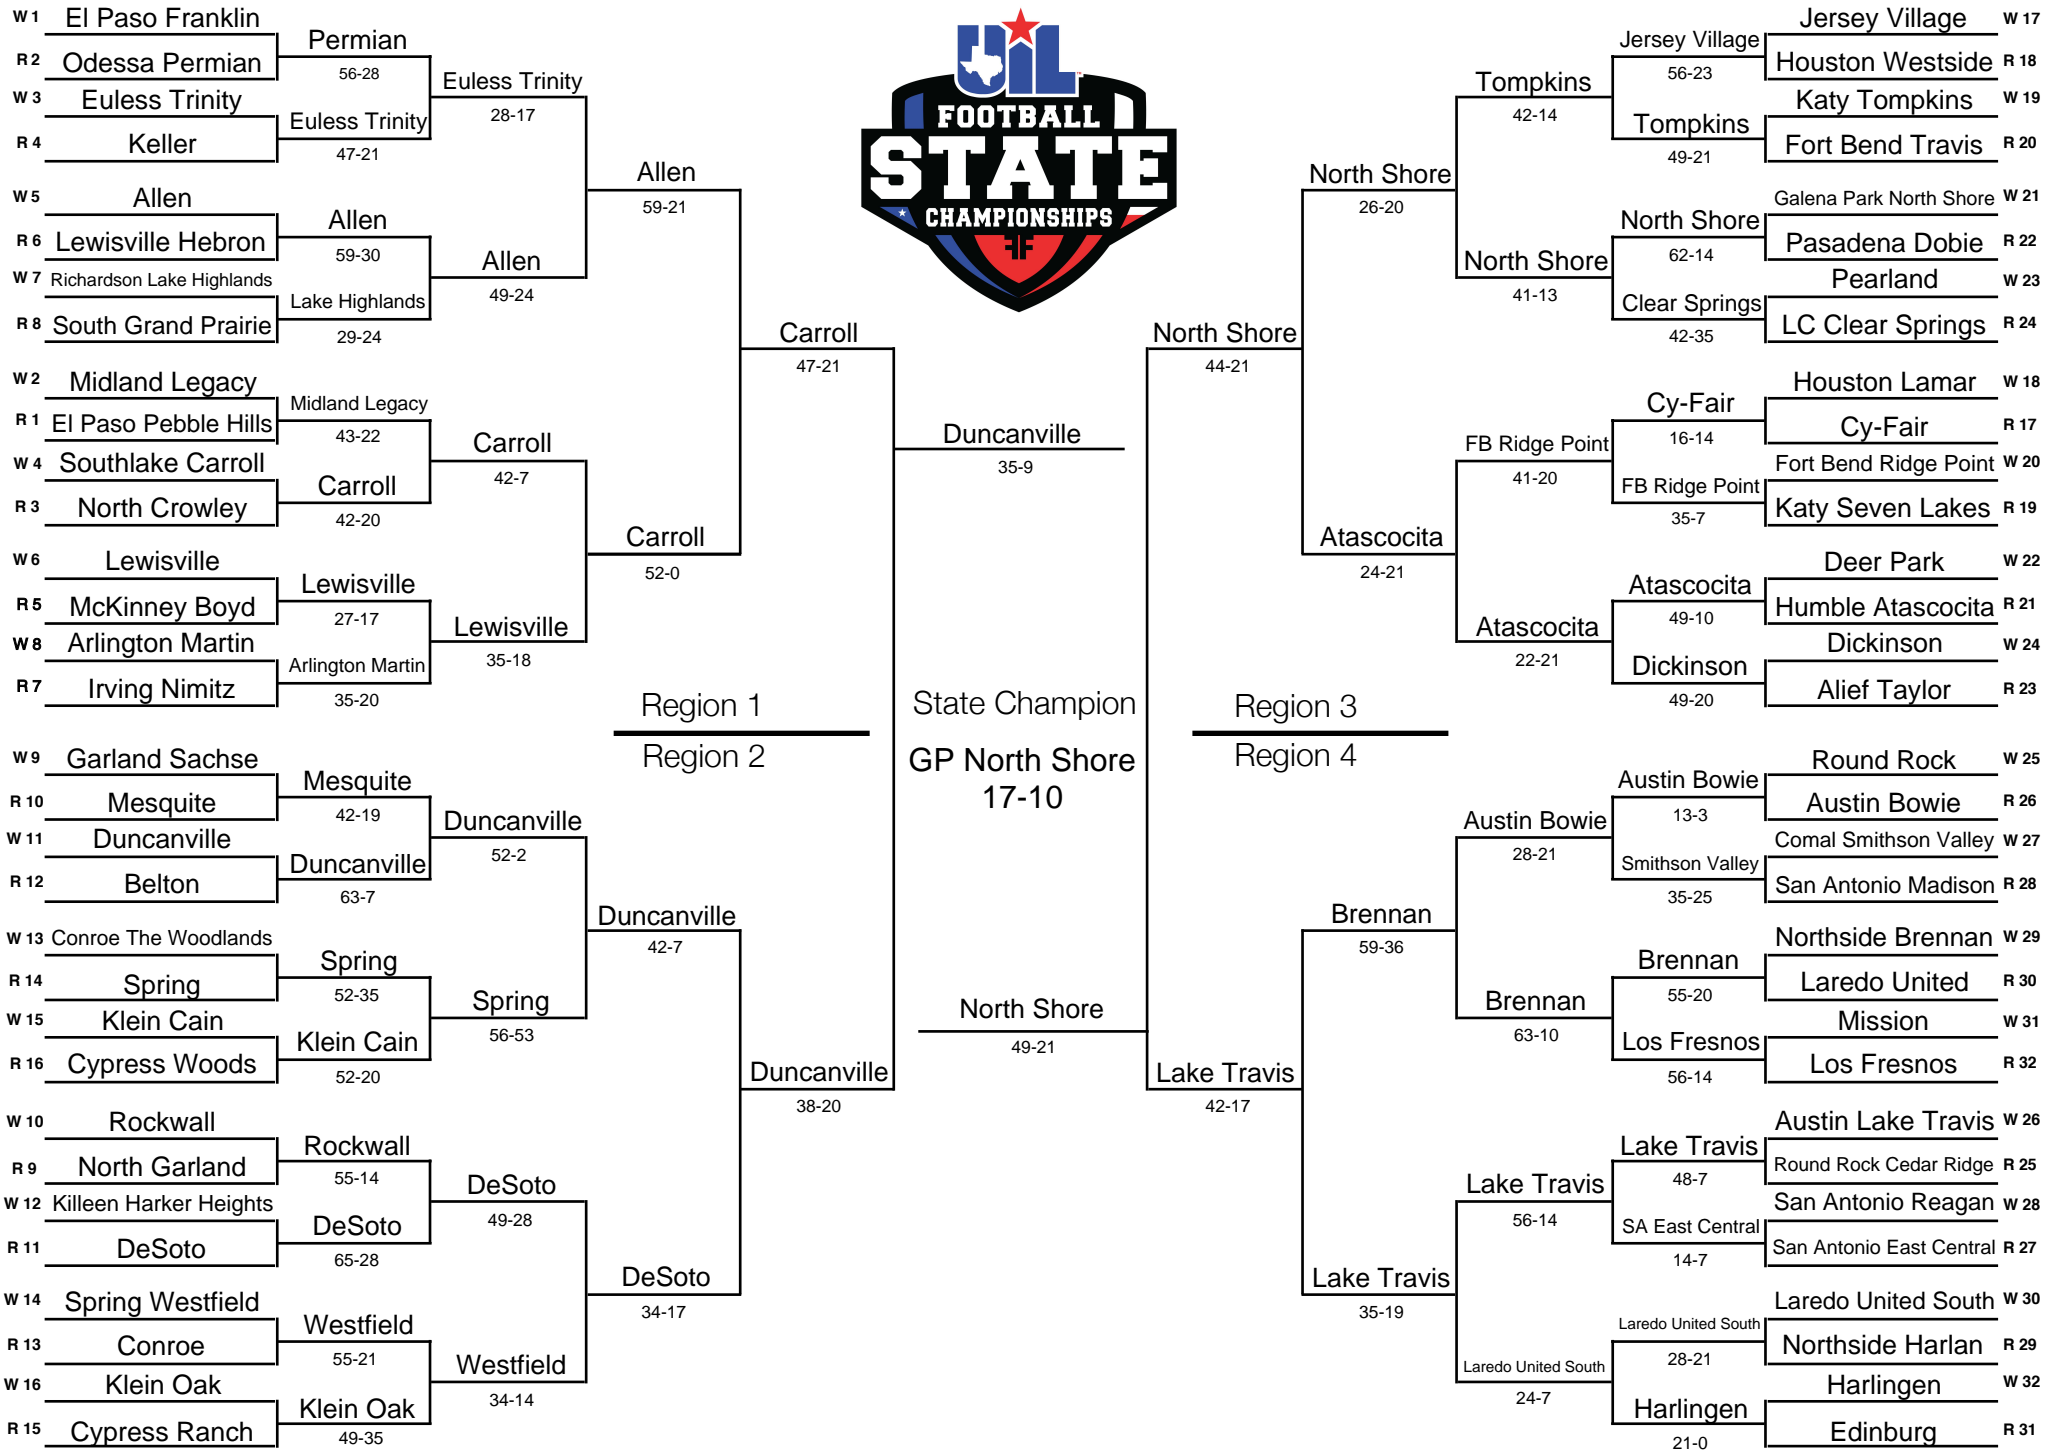 W 1 El Paso Franklin
R 2 Odessa Permian
W 3 Euless Trinity
R 4 Keller
W 5 Allen
R 6 Lewisville Hebron
W 7 Richardson Lake Highlands
R 8 South Grand Prairie
W 2 Midland Legacy
R 1 El Paso Pebble Hills
W 4 Southlake Carroll
R 3 North Crowley
W 6 Lewisville
R 5 McKinney Boyd
W 8 Arlington Martin
R 7 Irving Nimitz
W 9 Garland Sachse
R 10 Mesquite
W 11 Duncanville
R 12 Belton
W 13 Conroe The Woodlands
R 14 Spring
W 15 Klein Cain
R 16 Cypress Woods
W 10 Rockwall
R 9 North Garland
W 12 Killeen Harker Heights
R 11 DeSoto
W 14 Spring Westfield
R 13 Conroe
W 16 Klein Oak
R 15 Cypress Ranch
Permian
56-28
Euless Trinity
47-21
Allen
59-30
Lake Highlands
29-24
Midland Legacy
43-22
Carroll
42-20
Lewisville
27-17
Arlington Martin
35-20
Mesquite
42-19
Duncanville
63-7
Spring
52-35
Klein Cain
52-20
Rockwall
55-14
DeSoto
65-28
Westfield
55-21
Klein Oak
49-35
Euless Trinity
28-17
Allen
49-24
Carroll
42-7
Lewisville
35-18
Duncanville
52-2
Spring
56-53
DeSoto
49-28
Westfield
34-14
Allen
59-21
Carroll
52-0
Duncanville
42-7
DeSoto
34-17
Carroll
47-21
Duncanville
38-20
Region 1
Region 2
UIL
FOOTBALL
STATE
CHAMPIONSHIPS
Duncanville
35-9
State Champion
GP North Shore
17-10
North Shore
49-21
Region 3
Region 4
North Shore
44-21
Lake Travis
42-17
North Shore
26-20
Atascocita
24-21
Brennan
59-36
Lake Travis
35-19
Tompkins
42-14
North Shore
41-13
FB Ridge Point
41-20
Atascocita
22-21
Austin Bowie
28-21
Brennan
63-10
Lake Travis
56-14
Laredo United South
24-7
Jersey Village
56-23
Tompkins
49-21
North Shore
62-14
Clear Springs
42-35
Cy-Fair
16-14
FB Ridge Point
35-7
Atascocita
49-10
Dickinson
49-20
Austin Bowie
13-3
Smithson Valley
35-25
Brennan
55-20
Los Fresnos
56-14
Lake Travis
48-7
SA East Central
14-7
Laredo United South
28-21
Harlingen
21-0
Jersey Village W 17
Houston Westside R 18
Katy Tompkins W 19
Fort Bend Travis R 20
Galena Park North Shore W 21
Pasadena Dobie R 22
Pearland W 23
LC Clear Springs R 24
Houston Lamar W 18
Cy-Fair R 17
Fort Bend Ridge Point W 20
Katy Seven Lakes R 19
Deer Park W 22
Humble Atascocita R 21
Dickinson W 24
Alief Taylor R 23
Round Rock W 25
Austin Bowie R 26
Comal Smithson Valley W 27
San Antonio Madison R 28
Northside Brennan W 29
Laredo United R 30
Mission W 31
Los Fresnos R 32
Austin Lake Travis W 26
Round Rock Cedar Ridge R 25
San Antonio Reagan W 28
San Antonio East Central R 27
Laredo United South W 30
Northside Harlan R 29
Harlingen W 32
Edinburg R 31